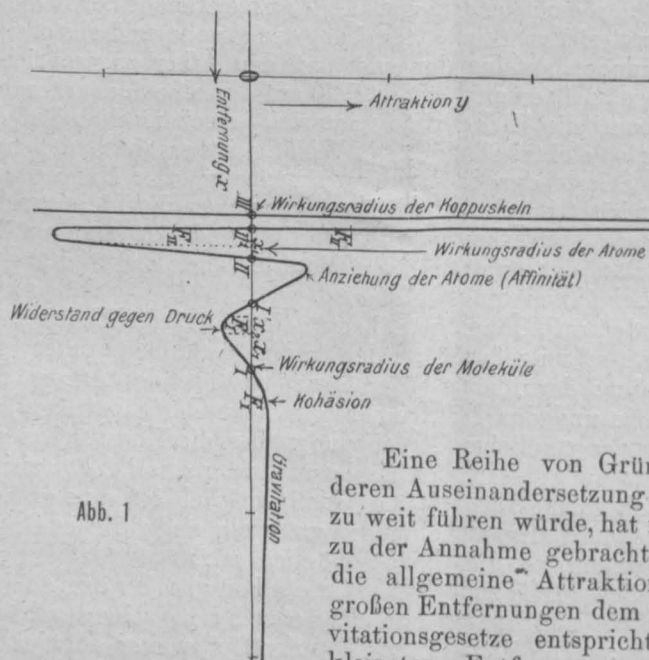 O
Attraktion y
Entfernung x
III
Wirkungsradius der Koppuskeln
Wirkungsradius der Atome
II
Anziehung der Atome (Affinität)
Widerstand gegen Druck
I'
x₂ x₁
Wirkungsradius der Moleküle
I
Kohäsion
Gravitation
Abb. 1
Eine Reihe von Grün
deren Auseinandersetzung
zu weit führen würde, hat
zu der Annahme gebracht
die allgemeine Attraktion
großen Entfernungen dem
vitationsgesetze entspricht